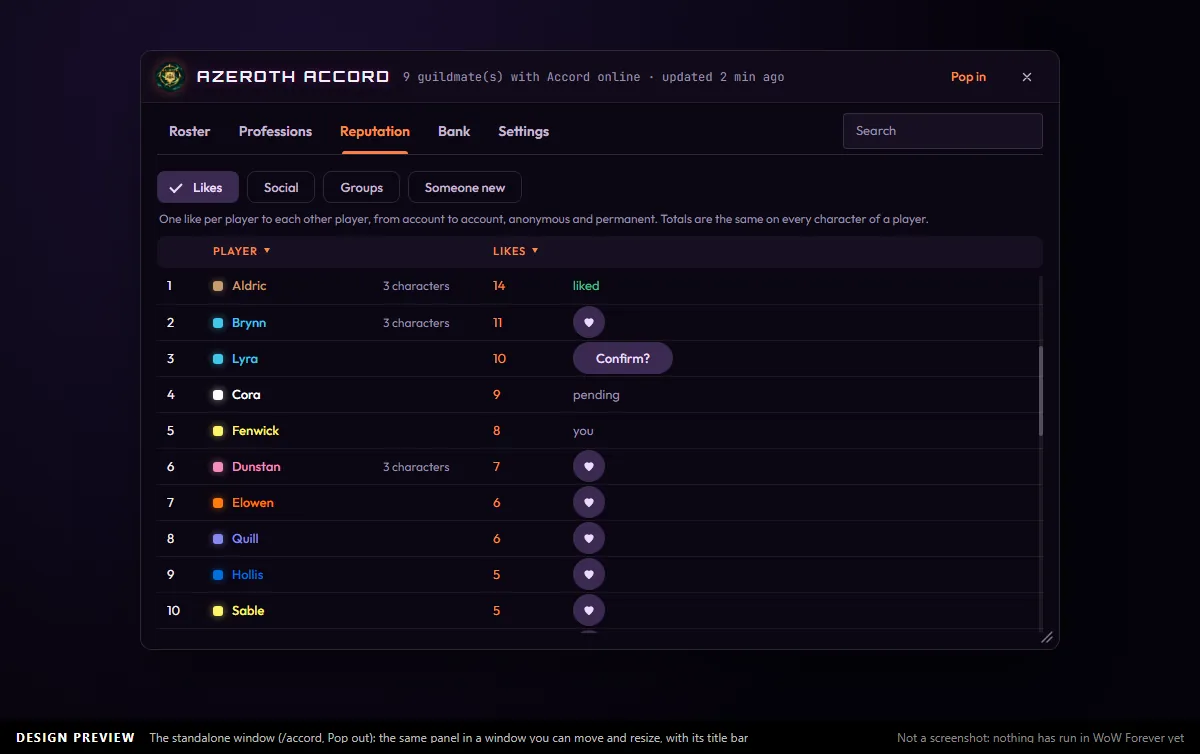 AZEROTH ACCORD 9 guildmate(s) with Accord online · updated 2 min ago Pop in ×
Roster Professions Reputation Bank Settings Search
✓ Likes Social Groups Someone new
One like per player to each other player, from account to account, anonymous and permanent. Totals are the same on every character of a player.
PLAYER ▼ LIKES ▼
1 Aldric 3 characters 14 liked
2 Brynn 3 characters 11
3 Lyra 10 Confirm?
4 Cora 9 pending
5 Fenwick 8 you
6 Dunstan 3 characters 7
7 Elowen 6
8 Quill 6
9 Hollis 5
10 Sable 5
DESIGN PREVIEW The standalone window (/accord, Pop out): the same panel in a window you can move and resize, with its title bar Not a screenshot: nothing has run in WoW Forever yet